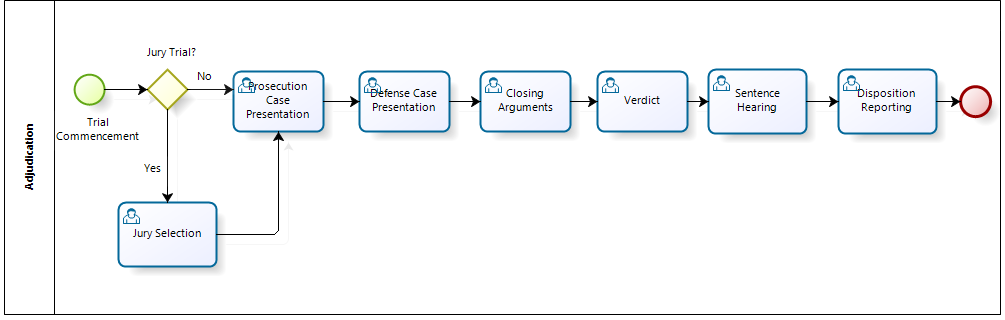 Adjudication
Trial
Commencement
Jury Trial?
No
Yes
Jury Selection
Prosecution
Case
Presentation
Defense Case
Presentation
Closing
Arguments
Verdict
Sentence
Hearing
Disposition
Reporting